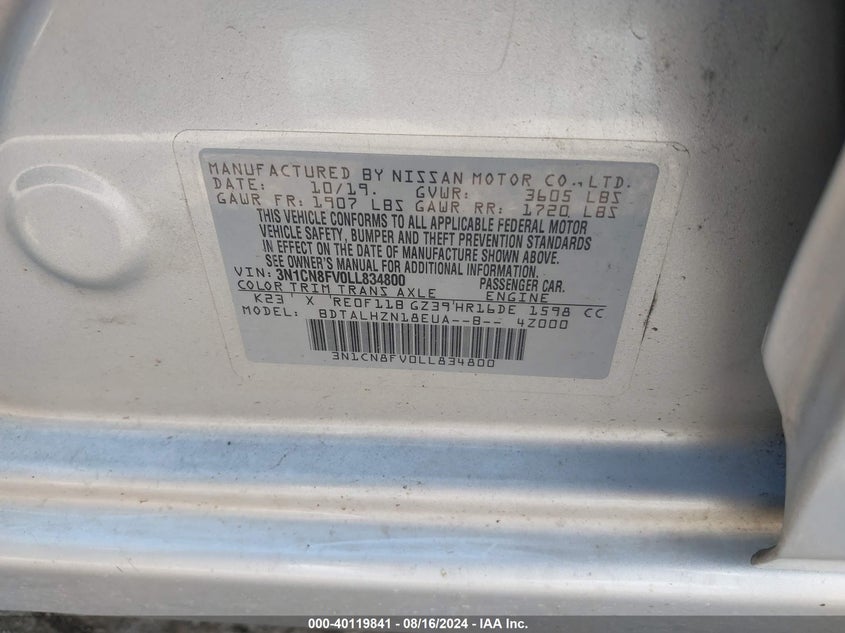 MANUFACTURED BY NISSAN MOTOR CO., LTD.
DATE: 10/19. GVWR: 3605 LBS
GAWR FR: 1907 LBS GAWR RR: 1720 LBS
THIS VEHICLE CONFORMS TO ALL APPLICABLE FEDERAL MOTOR
VEHICLE SAFETY, BUMPER AND THEFT PREVENTION STANDARDS
IN EFFECT ON THE DATE OF MANUFACTURE SHOWN ABOVE.
SEE OWNER'S MANUAL FOR ADDITIONAL INFORMATION.
VIN: 3N1CN8FV0LL834800 PASSENGER CAR.
COLOR TRIM TRANS AXLE ENGINE
K23' X 'RE0F11B GZ39'HR16DE 1598 CC
MODEL: BDTALHZN18EUA--B-- 4Z000
3N1CN8FV0LL834800
000-40119841 / 08/16/2024 - IAA Inc.